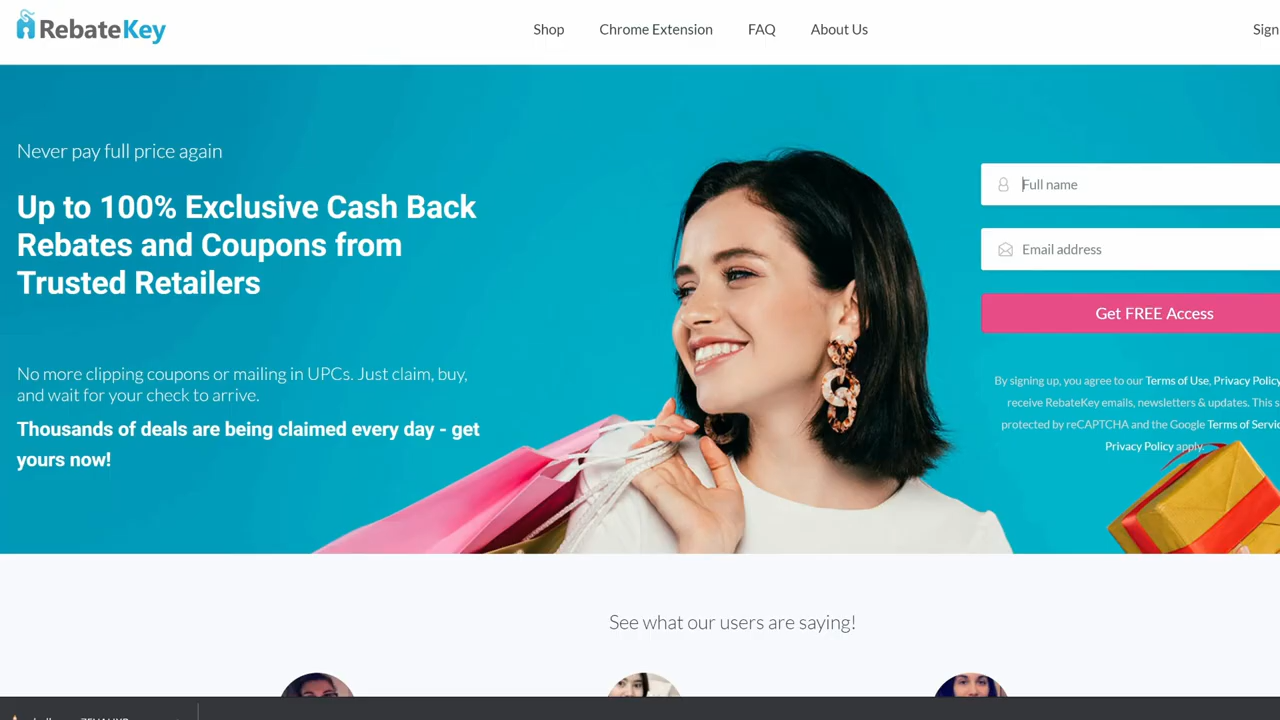 RebateKey
Shop
Chrome Extension
FAQ
About Us
Sign
Never pay full price again
Up to 100% Exclusive Cash Back
Rebates and Coupons from
Trusted Retailers
No more clipping coupons or mailing in UPCs. Just claim, buy,
and wait for your check to arrive.
Thousands of deals are being claimed every day - get
yours now!
Full name
Email address
Get FREE Access
By signing up, you agree to our Terms of Use, Privacy Policy
receive RebateKey emails, newsletters & updates. This
protected by reCAPTCHA and the Google Terms of
Privacy Policy apply.
See what our users are saying!